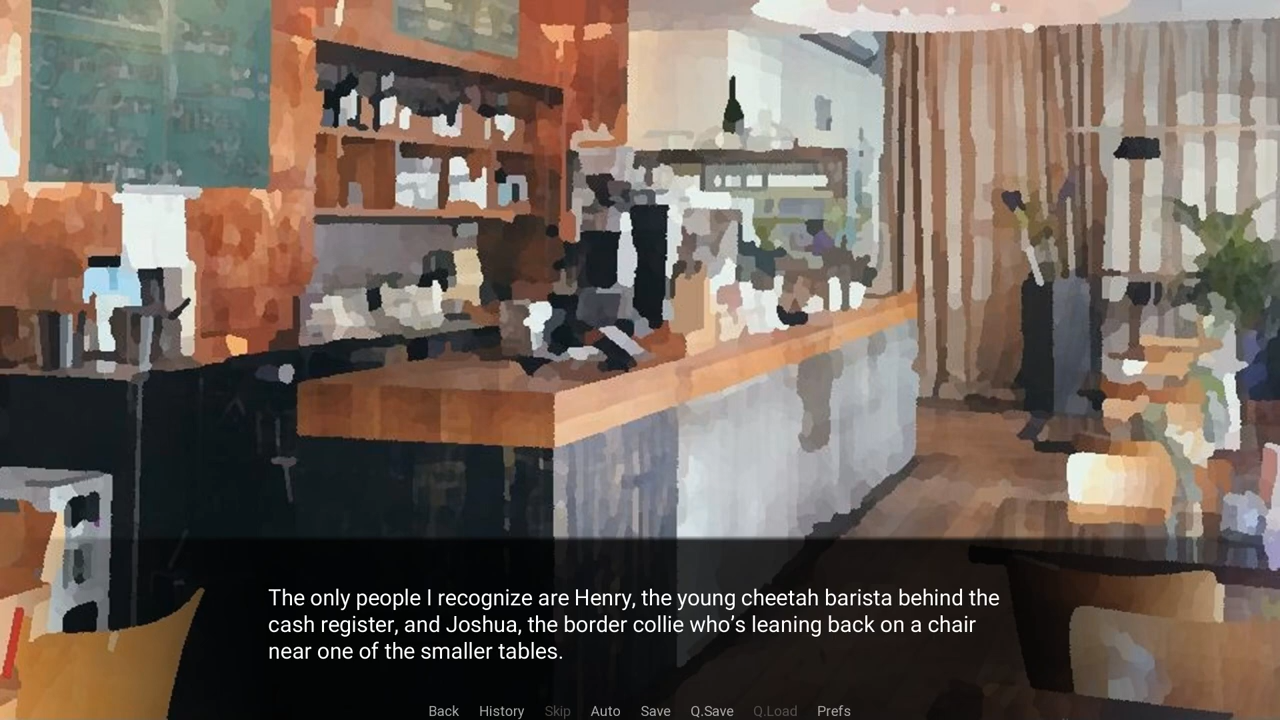 The only people I recognize are Henry, the young cheetah barista behind the
cash register, and Joshua, the border collie who’s leaning back on a chair
near one of the smaller tables.
Back History Skip Auto Save Q.Save Q.Load Prefs